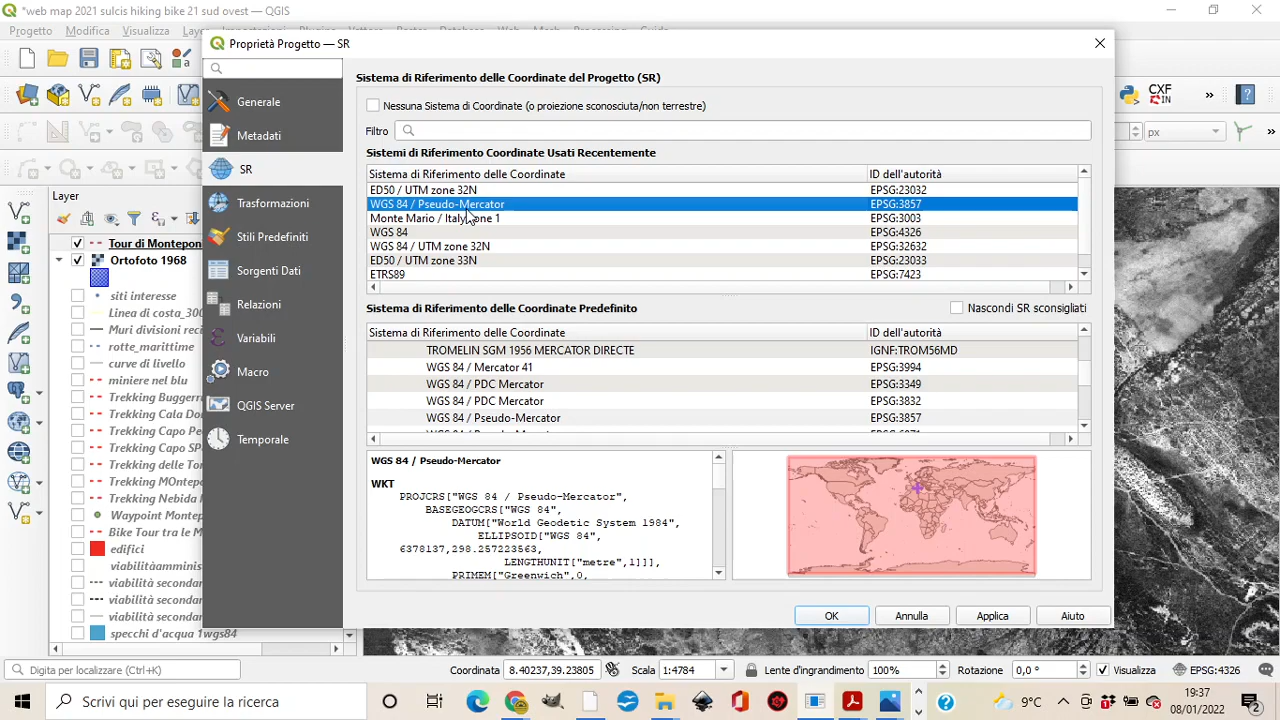 *web map 2021 sulcis hiking bike 21 sud ovest — QGIS
Progetto Modifica Visualizza
Proprietà Progetto — SR
Generale
Metadati
SR
Trasformazioni
Stili Predefiniti
Sorgenti Dati
Relazioni
Variabili
Macro
QGIS Server
Temporale
Sistema di Riferimento delle Coordinate del Progetto (SR)
Nessuna Sistema di Coordinate (o proiezione sconosciuta/non terrestre)
Filtro
Sistemi di Riferimento Coordinate Usati Recentemente
Sistema di Riferimento delle Coordinate ID dell'autorità
ED50 / UTM zone 32N EPSG:23032
WGS 84 / Pseudo-Mercator EPSG:3857
Monte Mario / Italy zone 1 EPSG:3003
WGS 84 EPSG:4326
WGS 84 / UTM zone 32N EPSG:32632
ED50 / UTM zone 33N EPSG:23033
ETRS89 EPSG:7423
Sistema di Riferimento delle Coordinate Predefinito Nascondi SR sconsigliati
Sistema di Riferimento delle Coordinate ID dell'autorità
TROMELIN SGM 1956 MERCATOR DIRECTE IGNF:TROM56MD
WGS 84 / Mercator 41 EPSG:3994
WGS 84 / PDC Mercator EPSG:3349
WGS 84 / PDC Mercator EPSG:3832
WGS 84 / Pseudo-Mercator EPSG:3857
WGS 84 / Pseudo-Mercator
WKT
PROJCRS["WGS 84 / Pseudo-Mercator",
BASEGEOGCRS["WGS 84",
DATUM["World Geodetic System 1984",
ELLIPSOID["WGS 84",
6378137,298.257223563,
LENGTHUNIT["metre",1]]],
PRIMEM["Greenwich",0,
OK Annulla Applica Aiuto
CXF
IN
px
Layer
Tour di Montepon
Ortofoto 1968
siti interesse
Linea di costa_300
Muri divisori reci
rotte_marittime
curve di livello
miniere nel blu
Trekking Buggerr
Trekking Cala Do
Trekking Capo Pe
Trekking Capo SP
Trekking delle To
Trekking MOntep
Trekking Nebida M
Waypoint Montep
Bike Tour tra le M
edifici
viabilitàamminis
viabilità seconda
viabilità seconda
viabilità seconda
specchi d'acqua 1wgs84
Digita per localizzare (Ctrl+K) Coordinata 8.40237,39.23805 Scala 1:4784 Lente d'ingrandimento 100% Rotazione 0,0 ° Visualizza EPSG:4326
Scrivi qui per eseguire la ricerca 9°C
9:33
08/01/2022
2